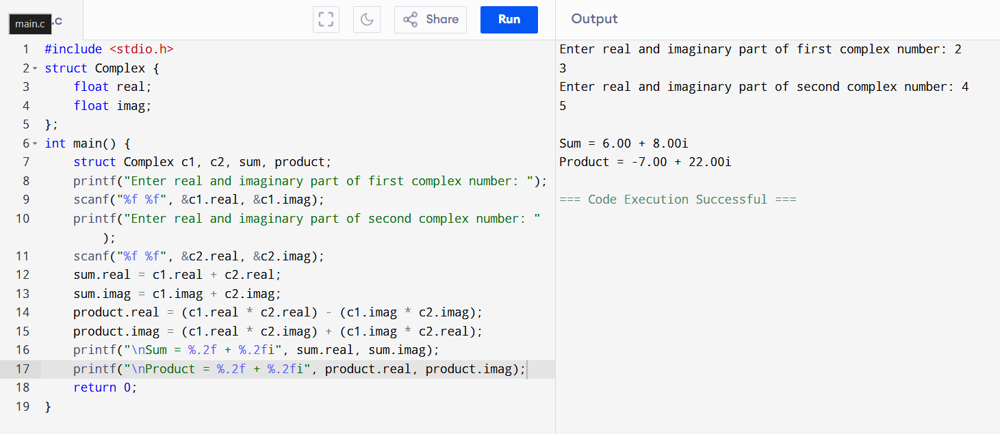 main.c
.c
Share
Run
Output
1 #include <stdio.h>
2 struct Complex {
3     float real;
4     float imag;
5 };
6 int main() {
7     struct Complex c1, c2, sum, product;
8     printf("Enter real and imaginary part of first complex number: ");
9     scanf("%f %f", &c1.real, &c1.imag);
10     printf("Enter real and imaginary part of second complex number: "
        );
11     scanf("%f %f", &c2.real, &c2.imag);
12     sum.real = c1.real + c2.real;
13     sum.imag = c1.imag + c2.imag;
14     product.real = (c1.real * c2.real) - (c1.imag * c2.imag);
15     product.imag = (c1.real * c2.imag) + (c1.imag * c2.real);
16     printf("\nSum = %.2f + %.2fi", sum.real, sum.imag);
17     printf("\nProduct = %.2f + %.2fi", product.real, product.imag);
18     return 0;
19 }
Enter real and imaginary part of first complex number: 2
3
Enter real and imaginary part of second complex number: 4
5
Sum = 6.00 + 8.00i
Product = -7.00 + 22.00i
=== Code Execution Successful ===